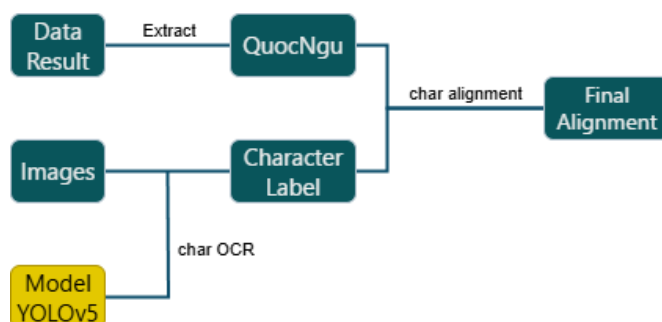 Data
Result
Extract
QuocNgu
char alignment
Final
Alignment
Images
Character
Label
char OCR
Model
YOLOv5